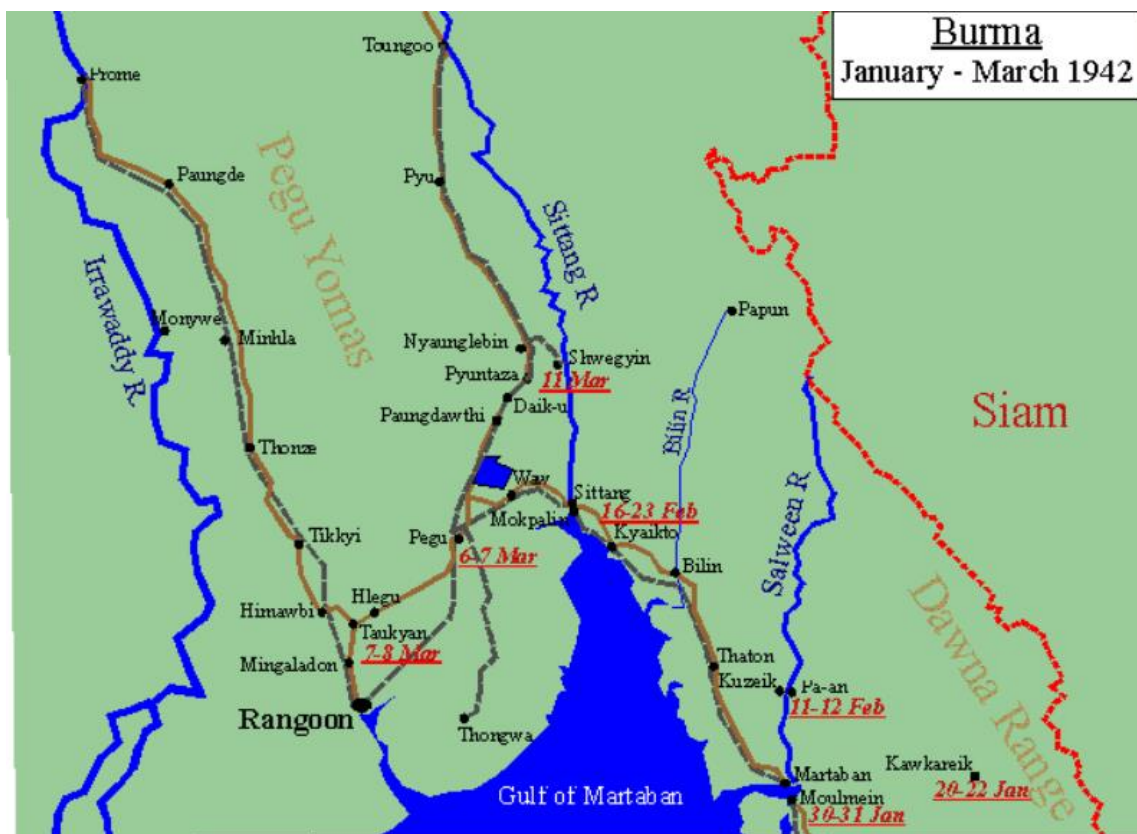 Burma
January - March 1942
Toungoo
Prome
Paungde
Pyu
Pegu Yomas
Sittang R
Irrawaddy R.
Monywe
Minhla
Nyaunglebin
Shwegyin
Pyuntaza
11 Mar
Daik-u
Paungdawthi
Papun
Bilin R
Siam
Thonze
Waw
Sittang
Mokpalin
16-23 Feb
Kyaikto
Salween R
Tikkyi
Pegu
6-7 Mar
Bilin
Hlegu
Hmawbi
Taukyan
7-8 Mar
Mingaladon
Thaton
Kuzeik
Pa-an
11-12 Feb
Dawna Range
Rangoon
Thongwa
Martaban
Kawkareik
20-22 Jan
Gulf of Martaban
Moulmein
30-31 Jan